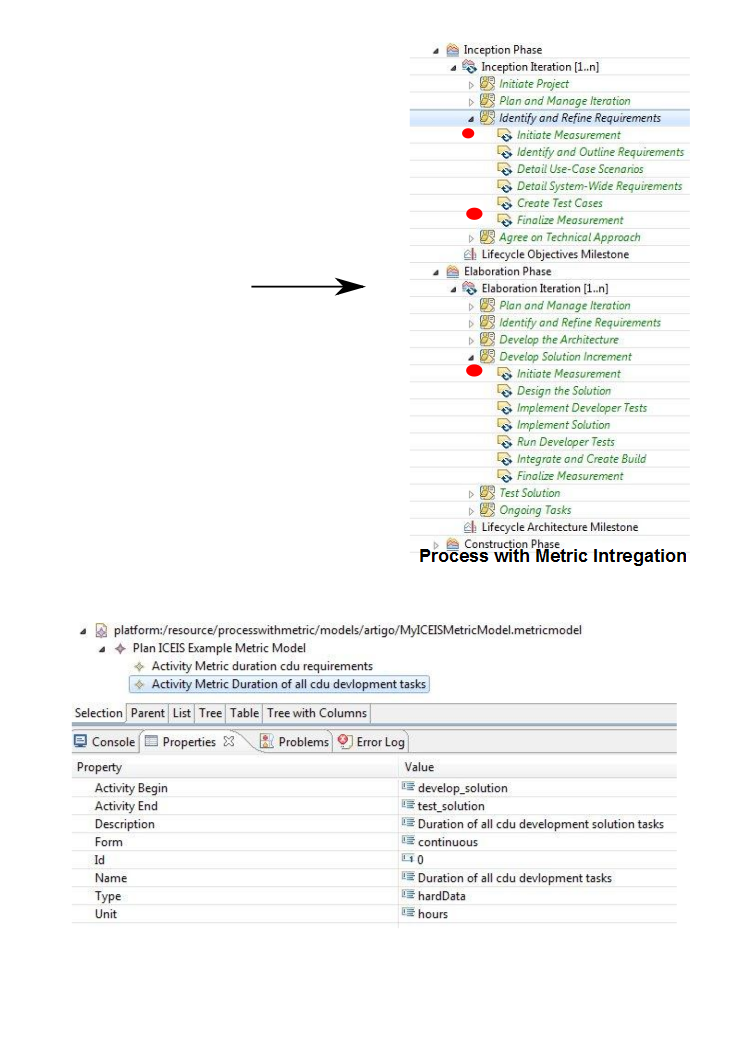 Inception Phase
Inception Iteration [1..n]
Initiate Project
Plan and Manage Iteration
Identify and Refine Requirements
Initiate Measurement
Identify and Outline Requirements
Detail Use-Case Scenarios
Detail System-Wide Requirements
Create Test Cases
Finalize Measurement
Agree on Technical Approach
Lifecycle Objectives Milestone
Elaboration Phase
Elaboration Iteration [1..n]
Plan and Manage Iteration
Identify and Refine Requirements
Develop the Architecture
Develop Solution Increment
Initiate Measurement
Design the Solution
Implement Developer Tests
Implement Solution
Run Developer Tests
Integrate and Create Build
Finalize Measurement
Test Solution
Ongoing Tasks
Lifecycle Architecture Milestone
Construction Phase
Process with Metric Intregation
platform:/resource/processwithmetric/models/artigo/MyICEISMetricModel.metricmodel
Plan ICEIS Example Metric Model
Activity Metric duration cdu requirements
Activity Metric Duration of all cdu devlopment tasks
Selection Parent List Tree Table Tree with Columns
Console Properties Problems Error Log
Property Value
Activity Begin develop_solution
Activity End test_solution
Description Duration of all cdu development solution tasks
Form continuous
Id 0
Name Duration of all cdu devlopment tasks
Type hardData
Unit hours